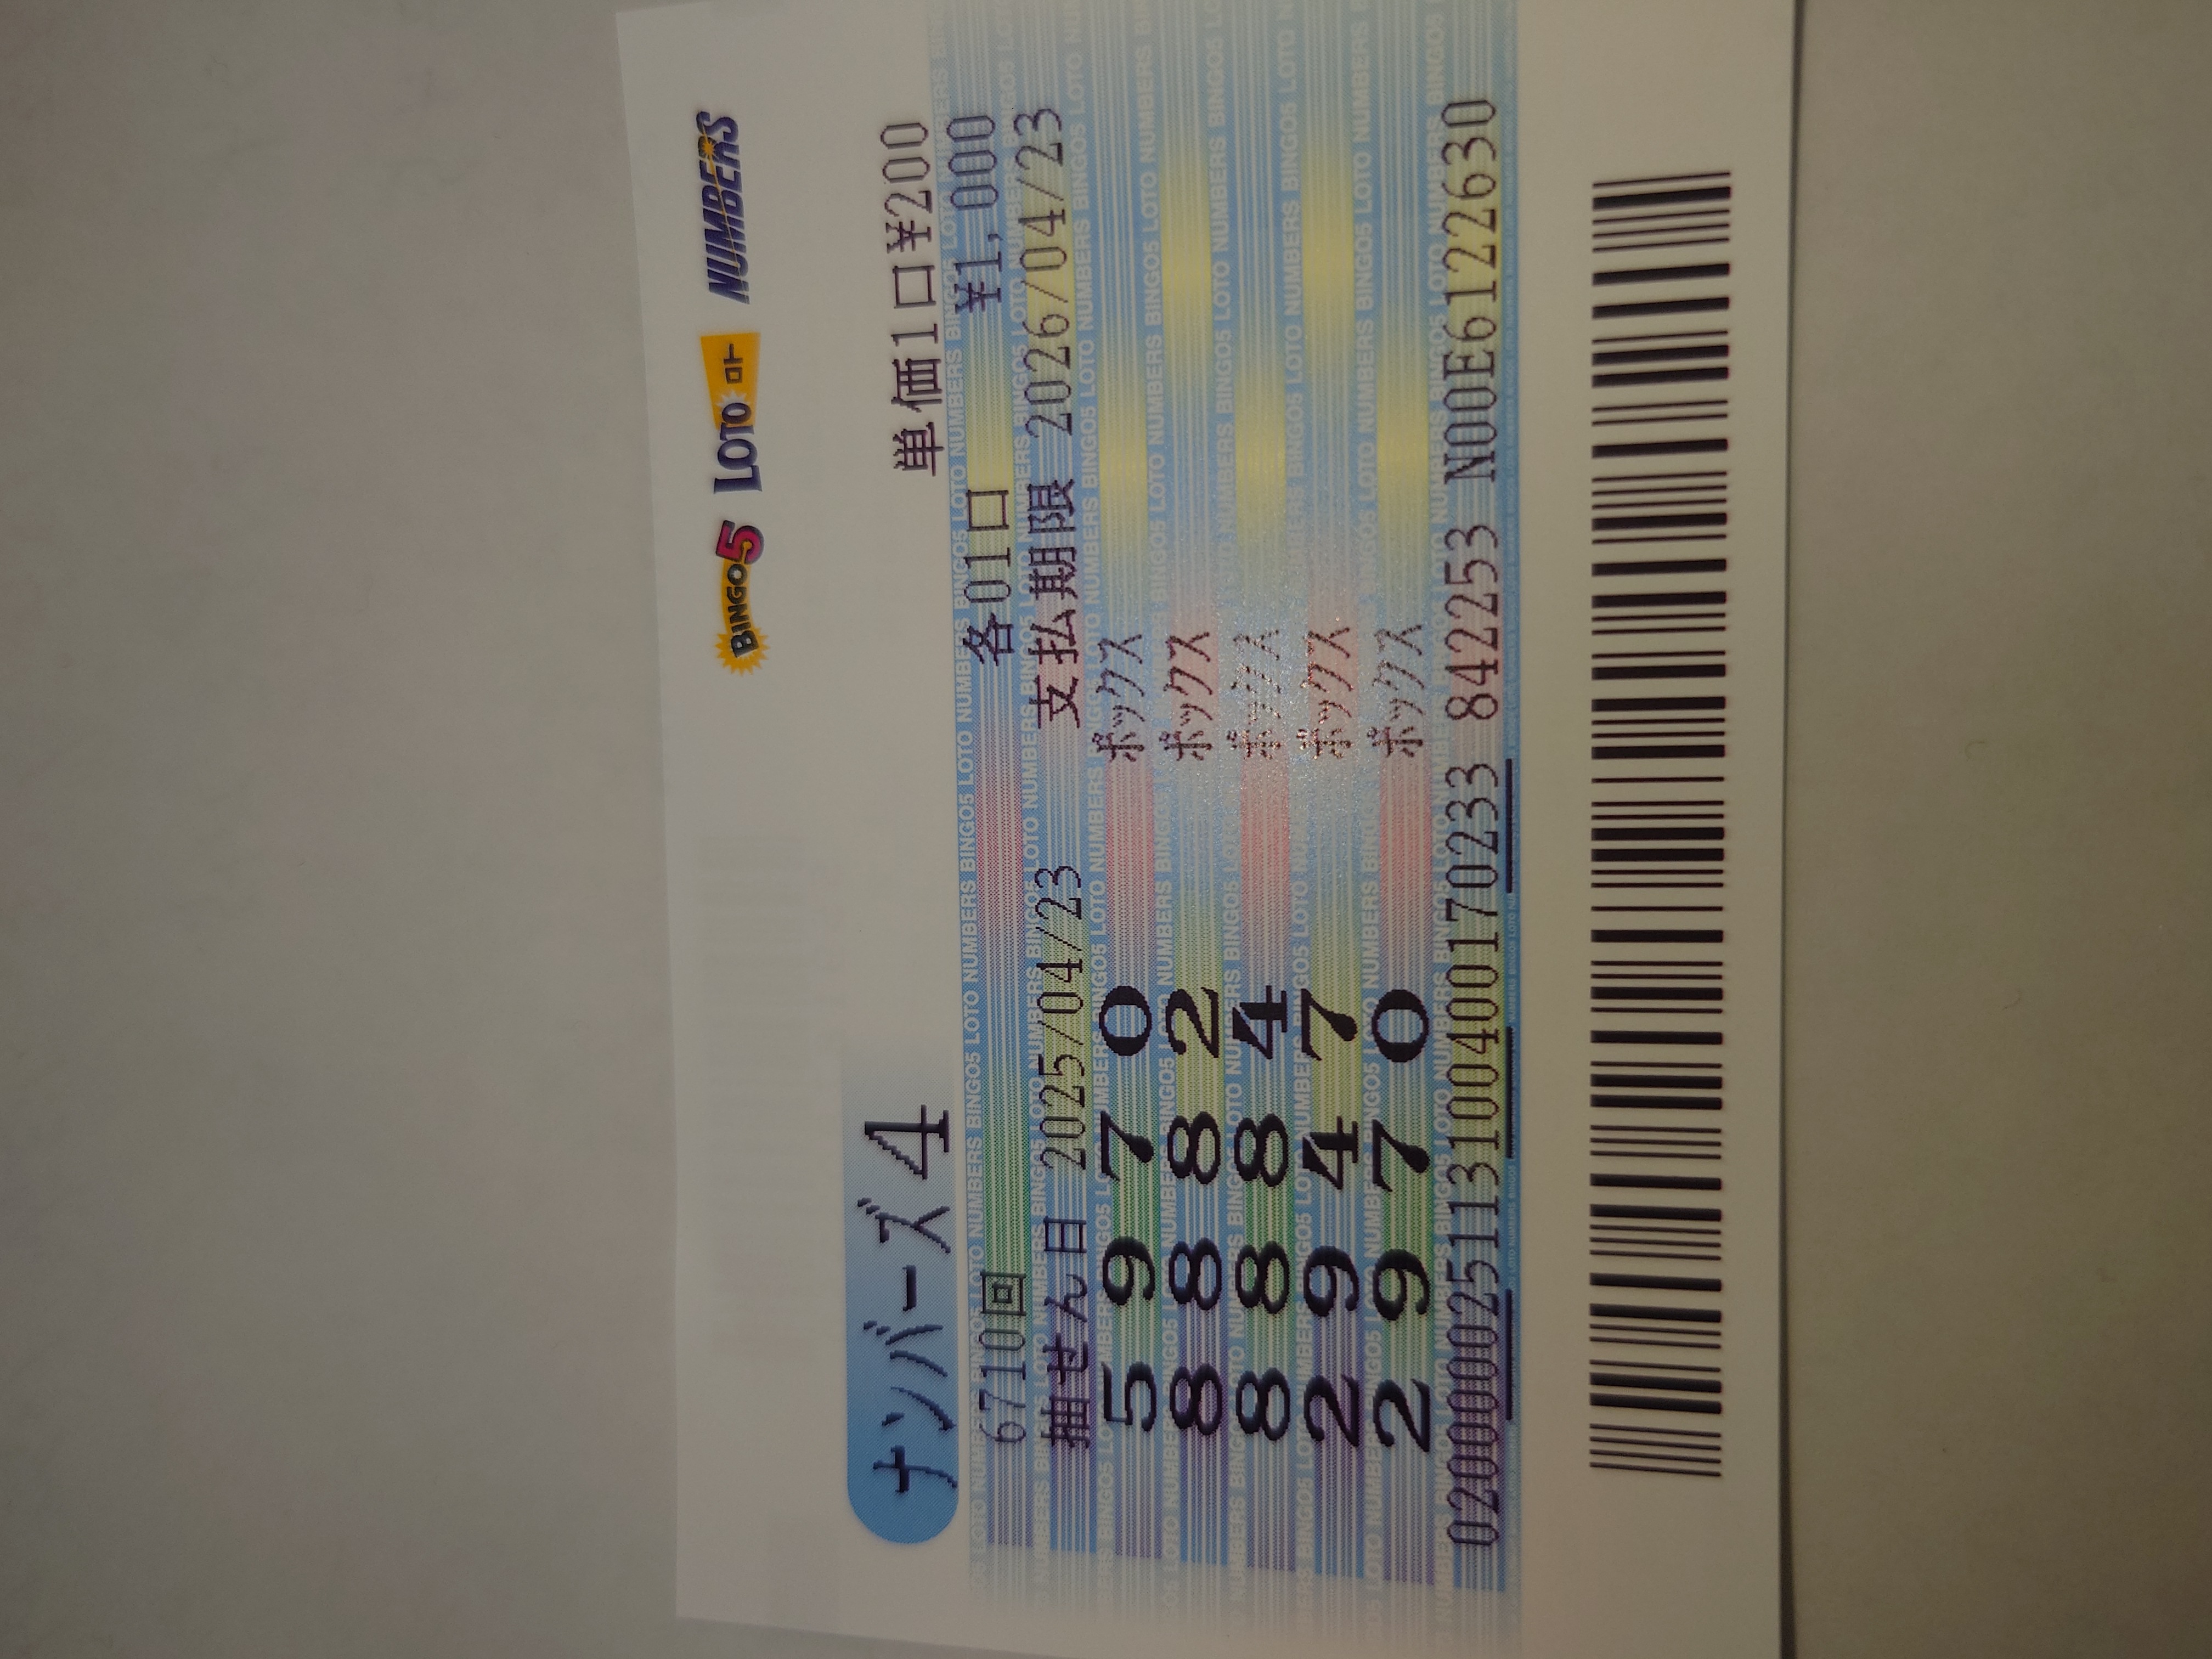 BINGO5 LOTO ロト NUMBERS
ナンバーズ4
単価1口¥200
6710回 各01口 ¥1,000
抽せん日 2025/04/23 支払期限 2026/04/23
5970 ボックス
8882 ボックス
8884 ボックス
2947 ボックス
2970 ボックス
02000002511131004001170233 842253 N00E6122630